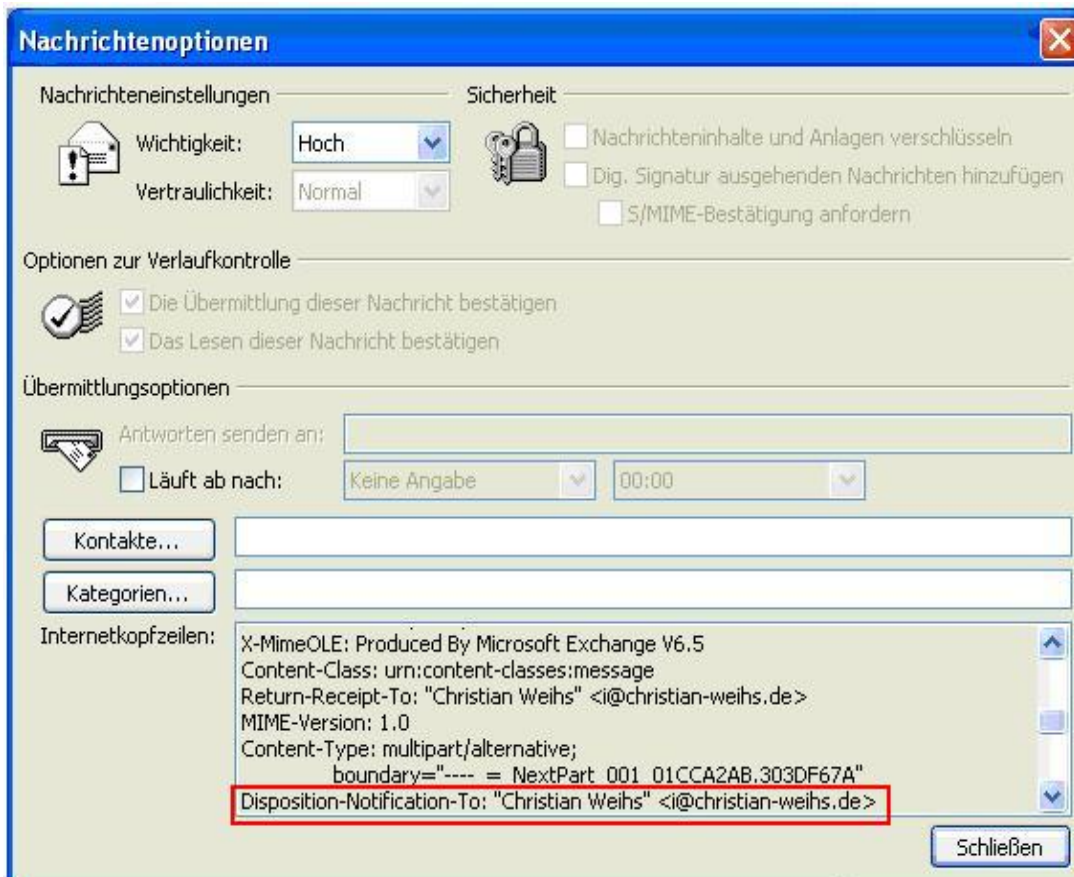 Nachrichtenoptionen
Nachrichteneinstellungen
Sicherheit
Wichtigkeit: Hoch
Vertraulichkeit: Normal
Nachrichteninhalte und Anlagen verschlüsseln
Dig. Signatur ausgehenden Nachrichten hinzufügen
S/MIME-Bestätigung anfordern
Optionen zur Verlaufkontrolle
Die Übermittlung dieser Nachricht bestätigen
Das Lesen dieser Nachricht bestätigen
Übermittlungsoptionen
Antworten senden an:
Läuft ab nach: Keine Angabe 00:00
Kontakte...
Kategorien...
Internetkopfzeilen:
X-MimeOLE: Produced By Microsoft Exchange V6.5
Content-Class: urn:content-classes:message
Return-Receipt-To: "Christian Weihs" <i@christian-weihs.de>
MIME-Version: 1.0
Content-Type: multipart/alternative;
boundary="----_=_NextPart_001_01CCA2AB.303DF67A"
Disposition-Notification-To: "Christian Weihs" <i@christian-weihs.de>
Schließen